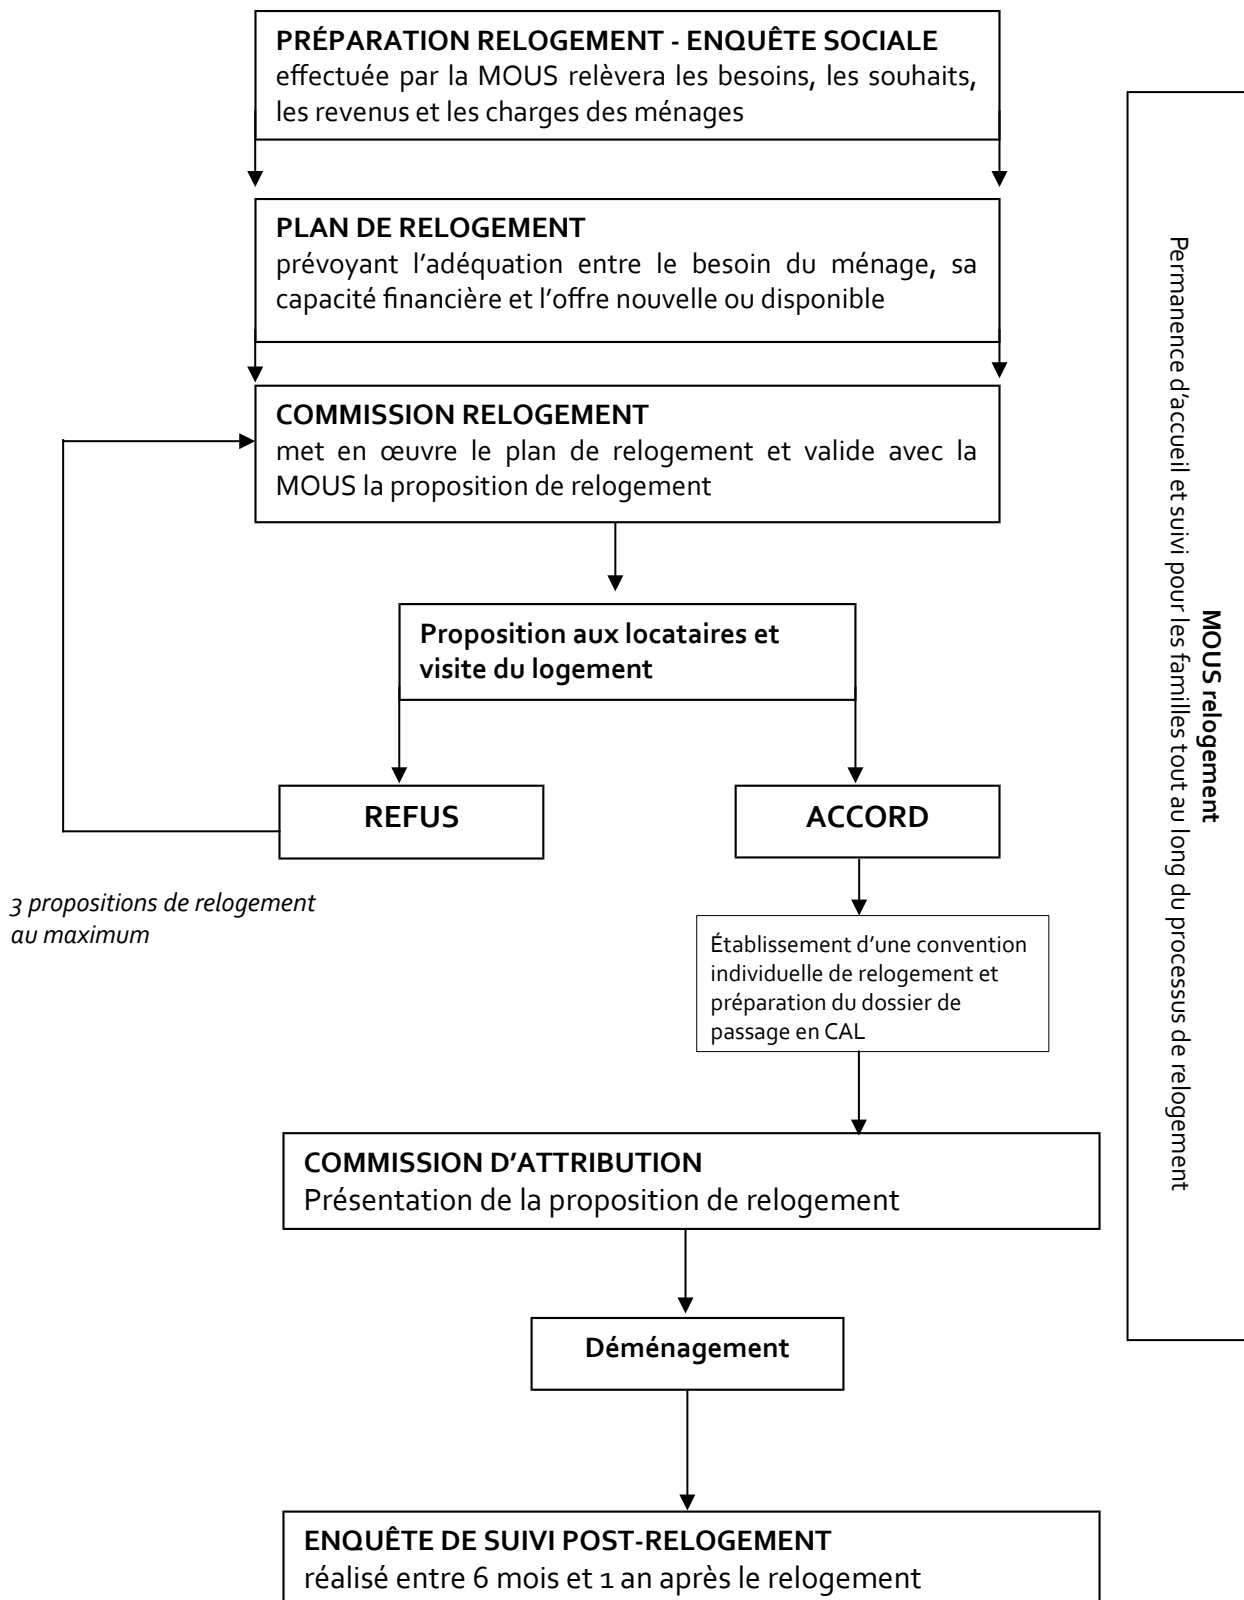 PRÉPARATION RELOGEMENT - ENQUÊTE SOCIALE
effectuée par la MOUS relèvera les besoins, les souhaits,
les revenus et les charges des ménages
PLAN DE RELOGEMENT
prévoyant l'adéquation entre le besoin du ménage, sa
capacité financière et l'offre nouvelle ou disponible
COMMISSION RELOGEMENT
met en œuvre le plan de relogement et valide avec la
MOUS la proposition de relogement
Proposition aux locataires et
visite du logement
REFUS
ACCORD
3 propositions de relogement
au maximum
Établissement d'une convention
individuelle de relogement et
préparation du dossier de
passage en CAL
COMMISSION D'ATTRIBUTION
Présentation de la proposition de relogement
Déménagement
ENQUÊTE DE SUIVI POST-RELOGEMENT
réalisé entre 6 mois et 1 an après le relogement
MOUS relogement
Permanence d'accueil et suivi pour les familles tout au long du processus de relogement